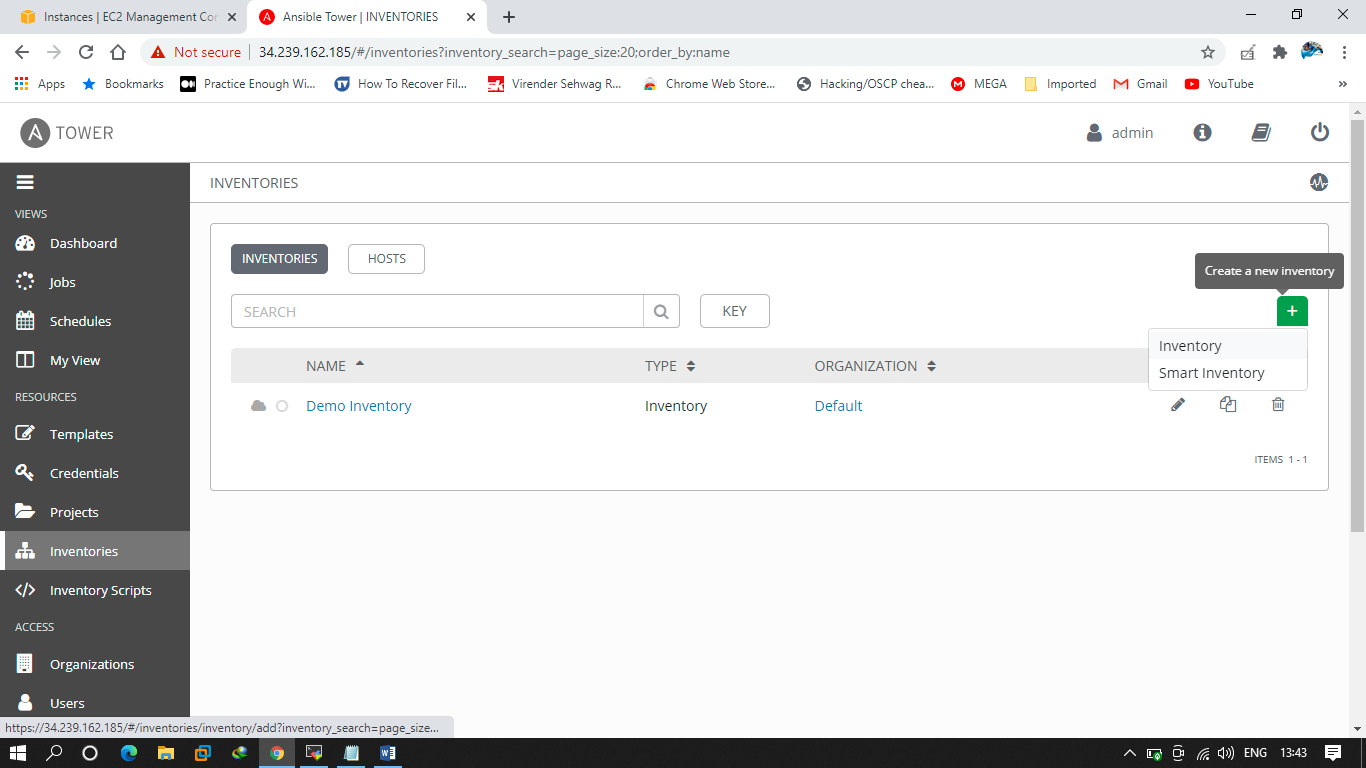 Instances | EC2 Management Con
Ansible Tower | INVENTORIES
Not secure
34.239.162.185/#/inventories?inventory_search=page_size:20;order_by:name
Apps
Bookmarks
Practice Enough Wi...
How To Recover Fil...
Virender Sehwag R...
Chrome Web Store...
Hacking/OSCP chea...
MEGA
Imported
Gmail
YouTube
A TOWER
admin
VIEWS
Dashboard
Jobs
Schedules
My View
RESOURCES
Templates
Credentials
Projects
Inventories
Inventory Scripts
ACCESS
Organizations
Users
INVENTORIES
INVENTORIES
HOSTS
Create a new inventory
SEARCH
KEY
+
Inventory
Smart Inventory
NAME
TYPE
ORGANIZATION
Demo Inventory
Inventory
Default
ITEMS 1 - 1
https://34.239.162.185/#/inventories/inventory/add?inventory_search=page_size...
ENG
13:43